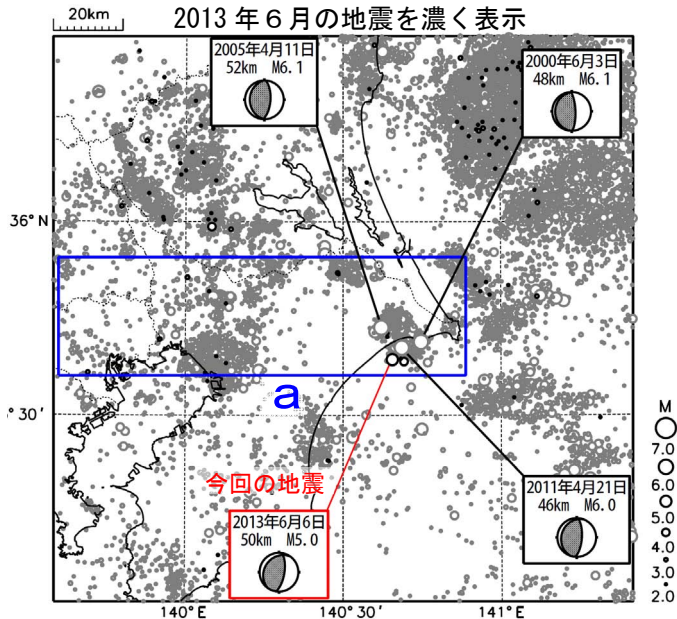 2013年６月の地震を濃く表示
20km
2005年4月11日
52km M6.1
2000年6月3日
48km M6.1
36°N
a
°30′
今回の地震
2013年6月6日
50km M5.0
2011年4月21日
46km M6.0
M
7.0
6.0
5.0
4.0
3.0
2.0
140°E
140°30′
141°E